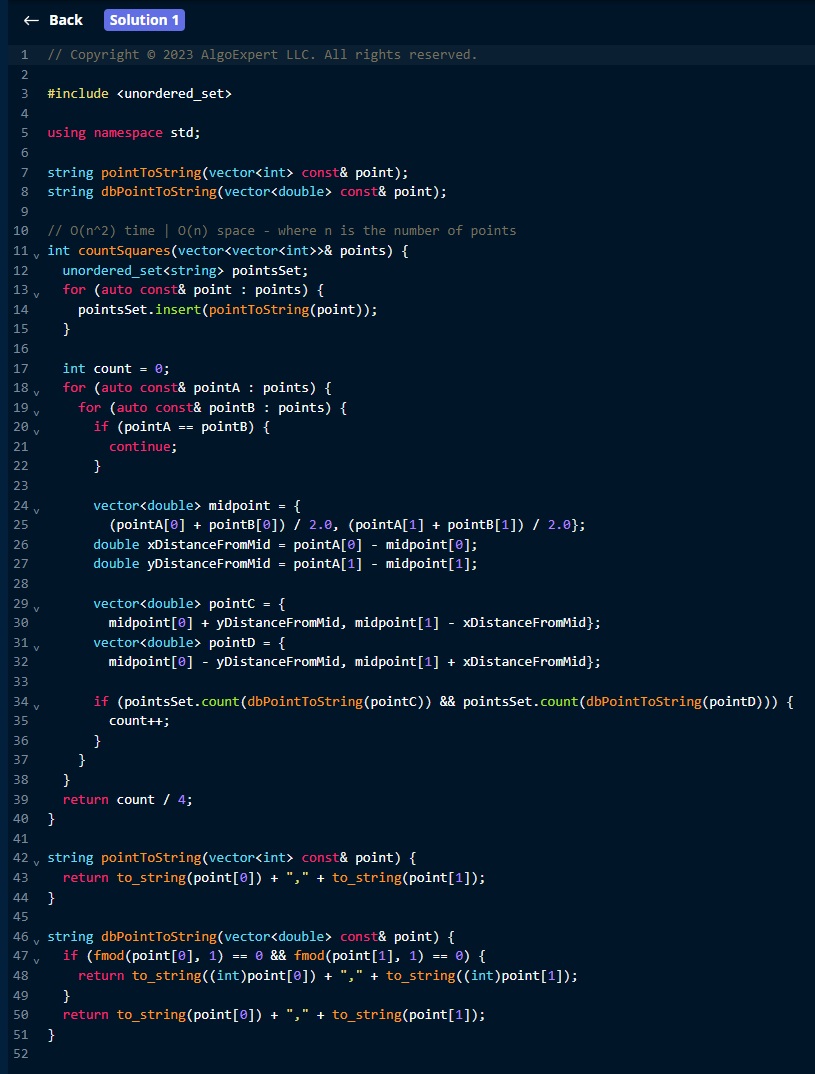 ← Back Solution 1
1 // Copyright © 2023 AlgoExpert LLC. All rights reserved.
2
3 #include <unordered_set>
4
5 using namespace std;
6
7 string pointToString(vector<int> const& point);
8 string dbPointToString(vector<double> const& point);
9
10 // O(n^2) time | O(n) space - where n is the number of points
11 int countSquares(vector<vector<int>>& points) {
12   unordered_set<string> pointsSet;
13   for (auto const& point : points) {
14     pointsSet.insert(pointToString(point));
15   }
16
17   int count = 0;
18   for (auto const& pointA : points) {
19     for (auto const& pointB : points) {
20       if (pointA == pointB) {
21         continue;
22       }
23
24       vector<double> midpoint = {
25         (pointA[0] + pointB[0]) / 2.0, (pointA[1] + pointB[1]) / 2.0};
26       double xDistanceFromMid = pointA[0] - midpoint[0];
27       double yDistanceFromMid = pointA[1] - midpoint[1];
28
29       vector<double> pointC = {
30         midpoint[0] + yDistanceFromMid, midpoint[1] - xDistanceFromMid};
31       vector<double> pointD = {
32         midpoint[0] - yDistanceFromMid, midpoint[1] + xDistanceFromMid};
33
34       if (pointsSet.count(dbPointToString(pointC)) && pointsSet.count(dbPointToString(pointD))) {
35         count++;
36       }
37     }
38   }
39   return count / 4;
40 }
41
42 string pointToString(vector<int> const& point) {
43   return to_string(point[0]) + "," + to_string(point[1]);
44 }
45
46 string dbPointToString(vector<double> const& point) {
47   if (fmod(point[0], 1) == 0 && fmod(point[1], 1) == 0) {
48     return to_string((int)point[0]) + "," + to_string((int)point[1]);
49   }
50   return to_string(point[0]) + "," + to_string(point[1]);
51 }
52